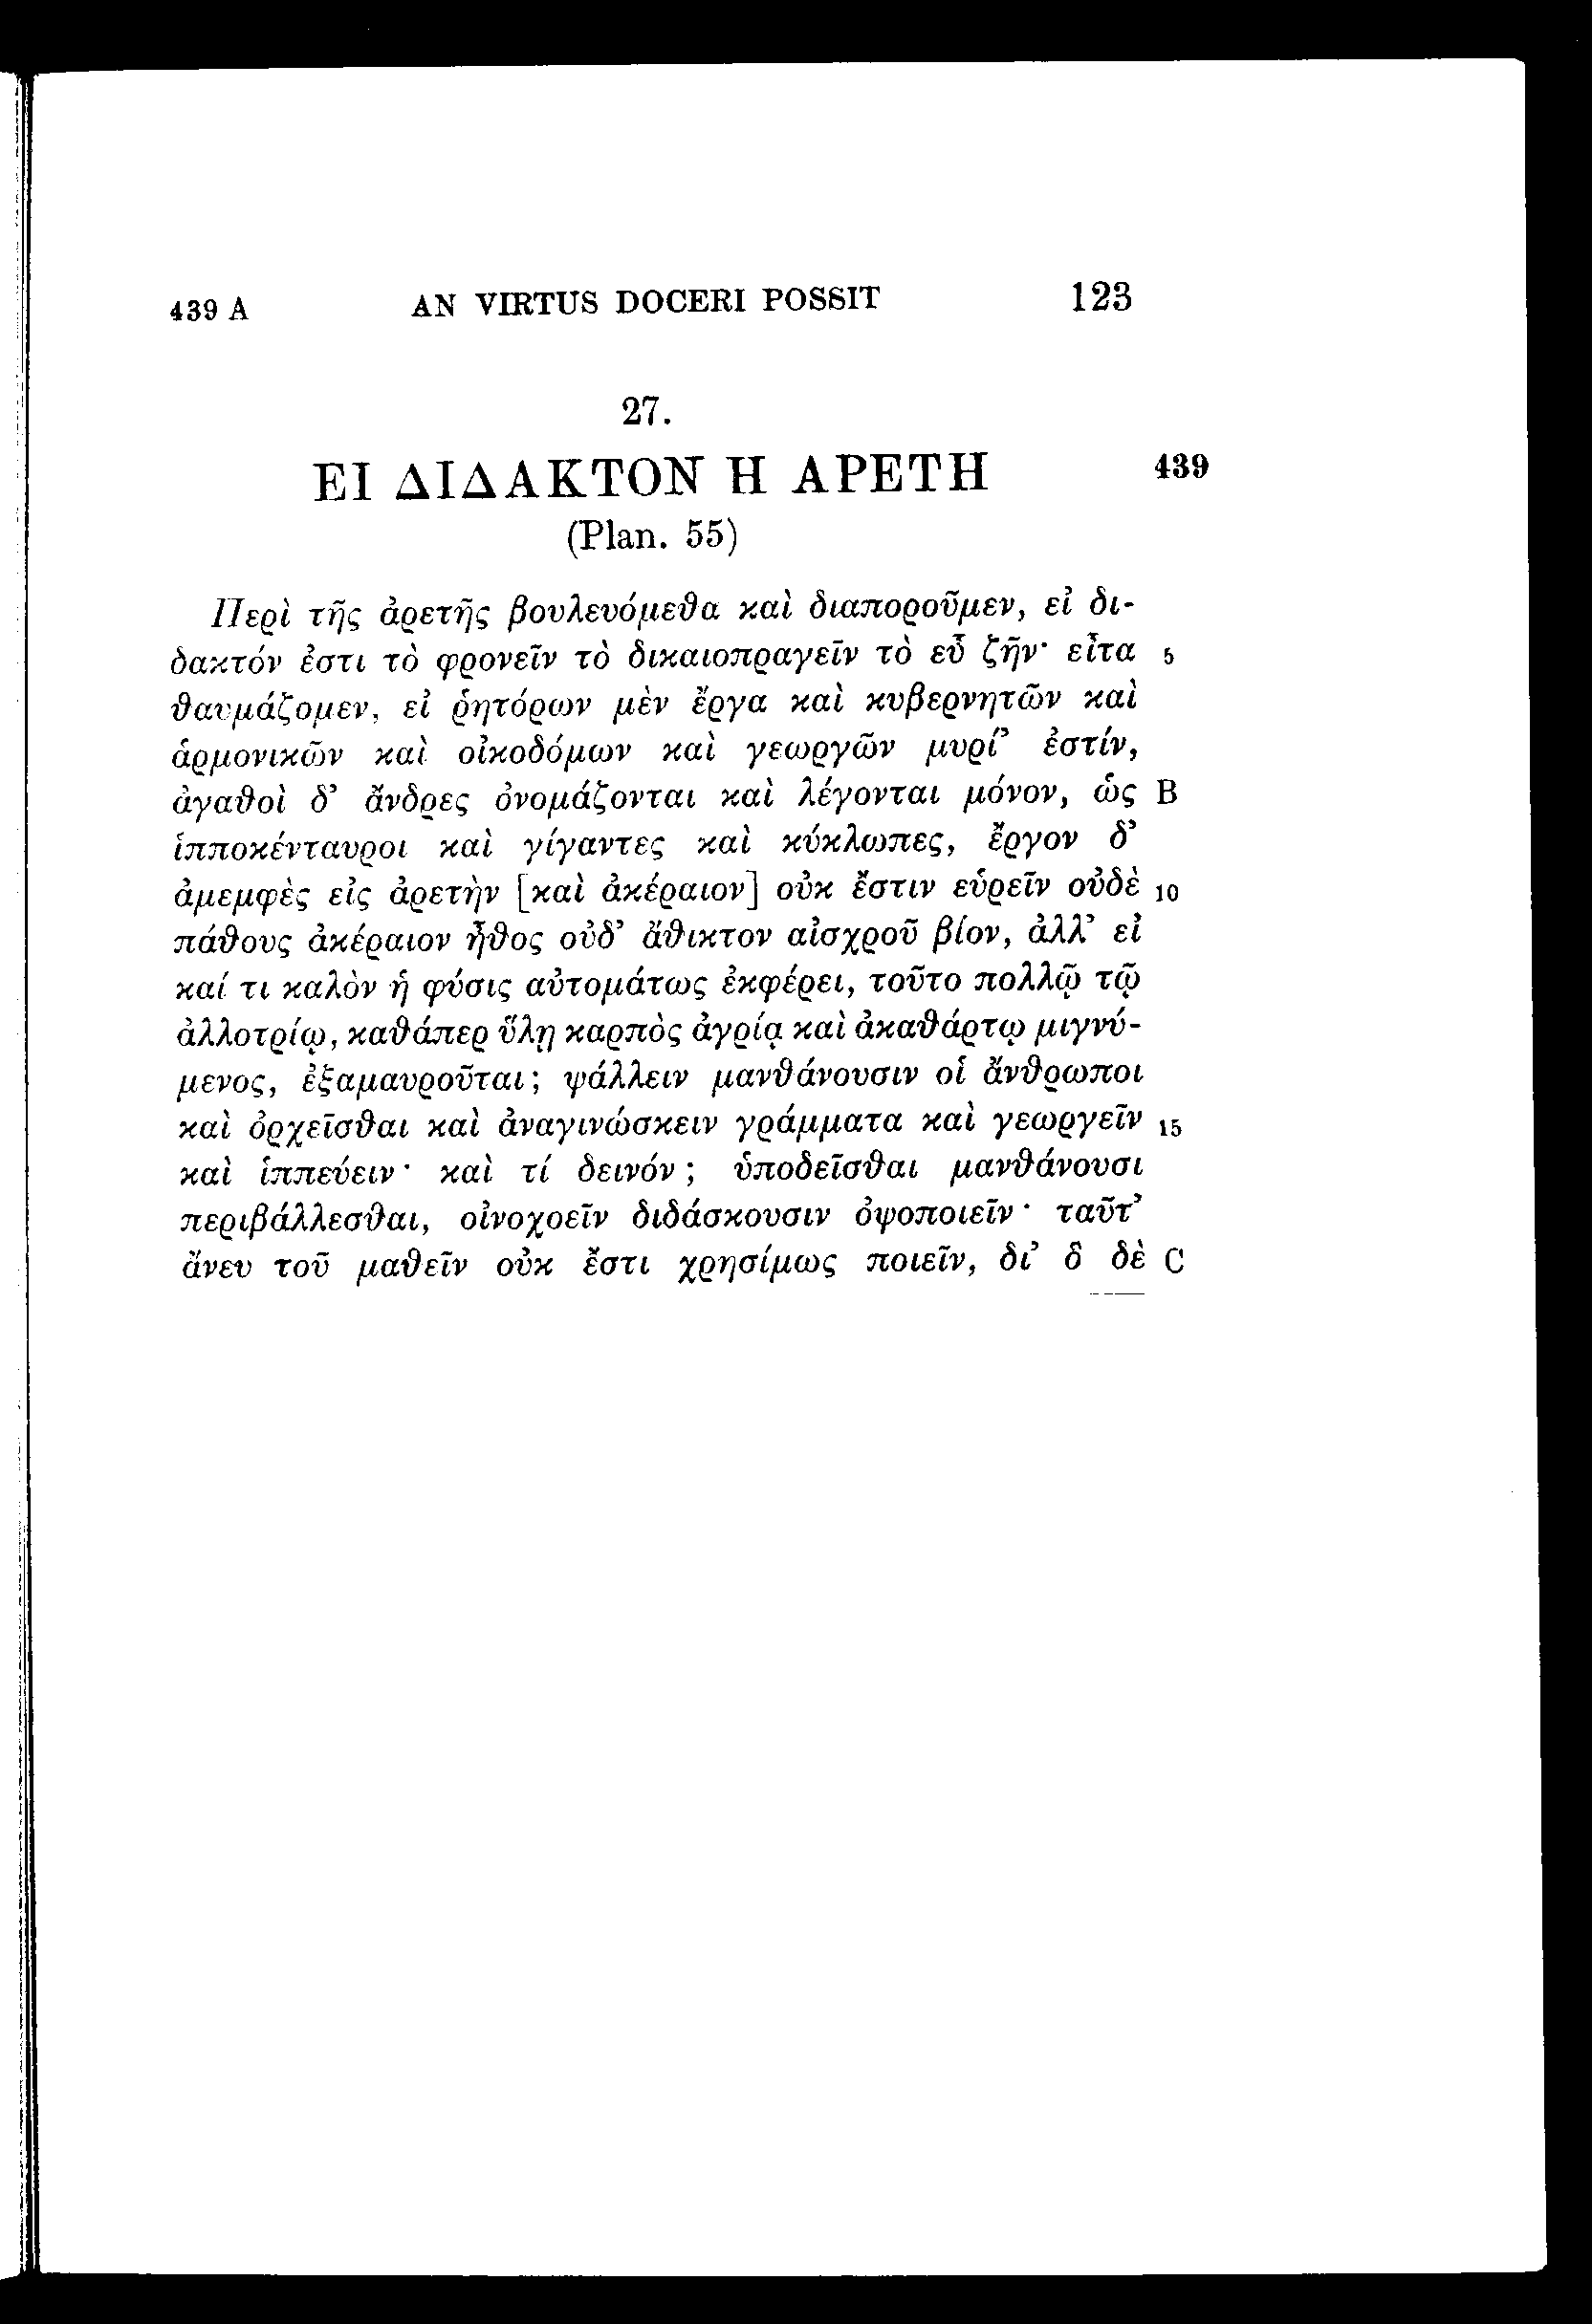 439 A AN VIRTUS DOCERI POSSIT 123
27.
ΕΙ ΔΙΔΑΚΤΟΝ Η ΑΡΕΤΗ 439
(Plan. 55)
Περὶ τῆς ἀρετῆς βουλευόμεθα καὶ διαποροῦμεν, εἰ δι-
δακτόν ἐστι τὸ φρονεῖν τὸ δικαιοπραγεῖν τὸ εὖ ζῆν· εἶτα 5
θαυμάζομεν, εἰ ῥητόρων μὲν ἔργα καὶ κυβερνητῶν καὶ
ἁρμονικῶν καὶ οἰκοδόμων καὶ γεωργῶν μυρί’ ἐστίν,
ἀγαθοὶ δ’ ἄνδρες ὀνομάζονται καὶ λέγονται μόνον, ὡς B
ἱπποκένταυροι καὶ γίγαντες καὶ κύκλωπες, ἔργον δ’
ἀμεμφὲς εἰς ἀρετὴν [καὶ ἀκέραιον] οὐκ ἔστιν εὑρεῖν οὐδὲ 10
πάθους ἀκέραιον ἦθος οὐδ’ ἄθικτον αἰσχροῦ βίον, ἀλλ’ εἰ
καί τι καλὸν ἡ φύσις αὐτομάτως ἐκφέρει, τοῦτο πολλῷ τῷ
ἀλλοτρίῳ, καθάπερ ὕλῃ καρπὸς ἀγρίᾳ καὶ ἀκαθάρτῳ μιγνύ-
μενος, ἐξαμαυροῦται; ψάλλειν μανθάνουσιν οἱ ἄνθρωποι
καὶ ὀρχεῖσθαι καὶ ἀναγινώσκειν γράμματα καὶ γεωργεῖν 15
καὶ ἱππεύειν· καὶ τί δεινόν; ὑποδεῖσθαι μανθάνουσι
περιβάλλεσθαι, οἰνοχοεῖν διδάσκουσιν ὀψοποιεῖν· ταῦτ’
ἄνευ τοῦ μαθεῖν οὐκ ἔστι χρησίμως ποιεῖν, δι’ ὃ δὲ C